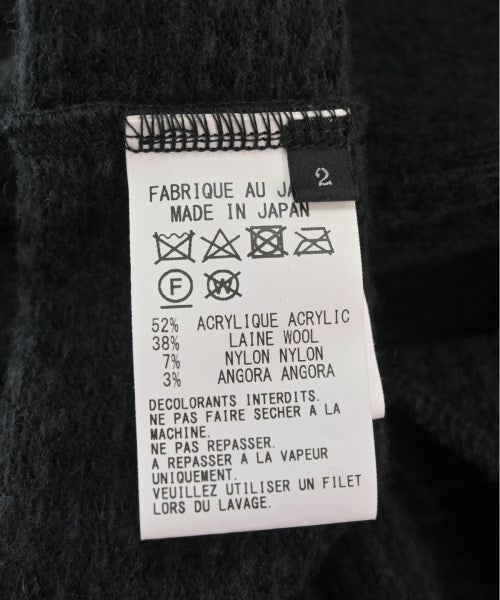 2
FABRIQUE AU JA
MADE IN JAPAN
F W
52% ACRYLIQUE ACRYLIC
38% LAINE WOOL
7% NYLON NYLON
3% ANGORA ANGORA
DECOLORANTS INTERDITS.
NE PAS FAIRE SECHER A LA
MACHINE.
NE PAS REPASSER.
A REPASSER A LA VAPEUR
UNIQUEMENT.
VEUILLEZ UTILISER UN FILET
LORS DU LAVAGE.